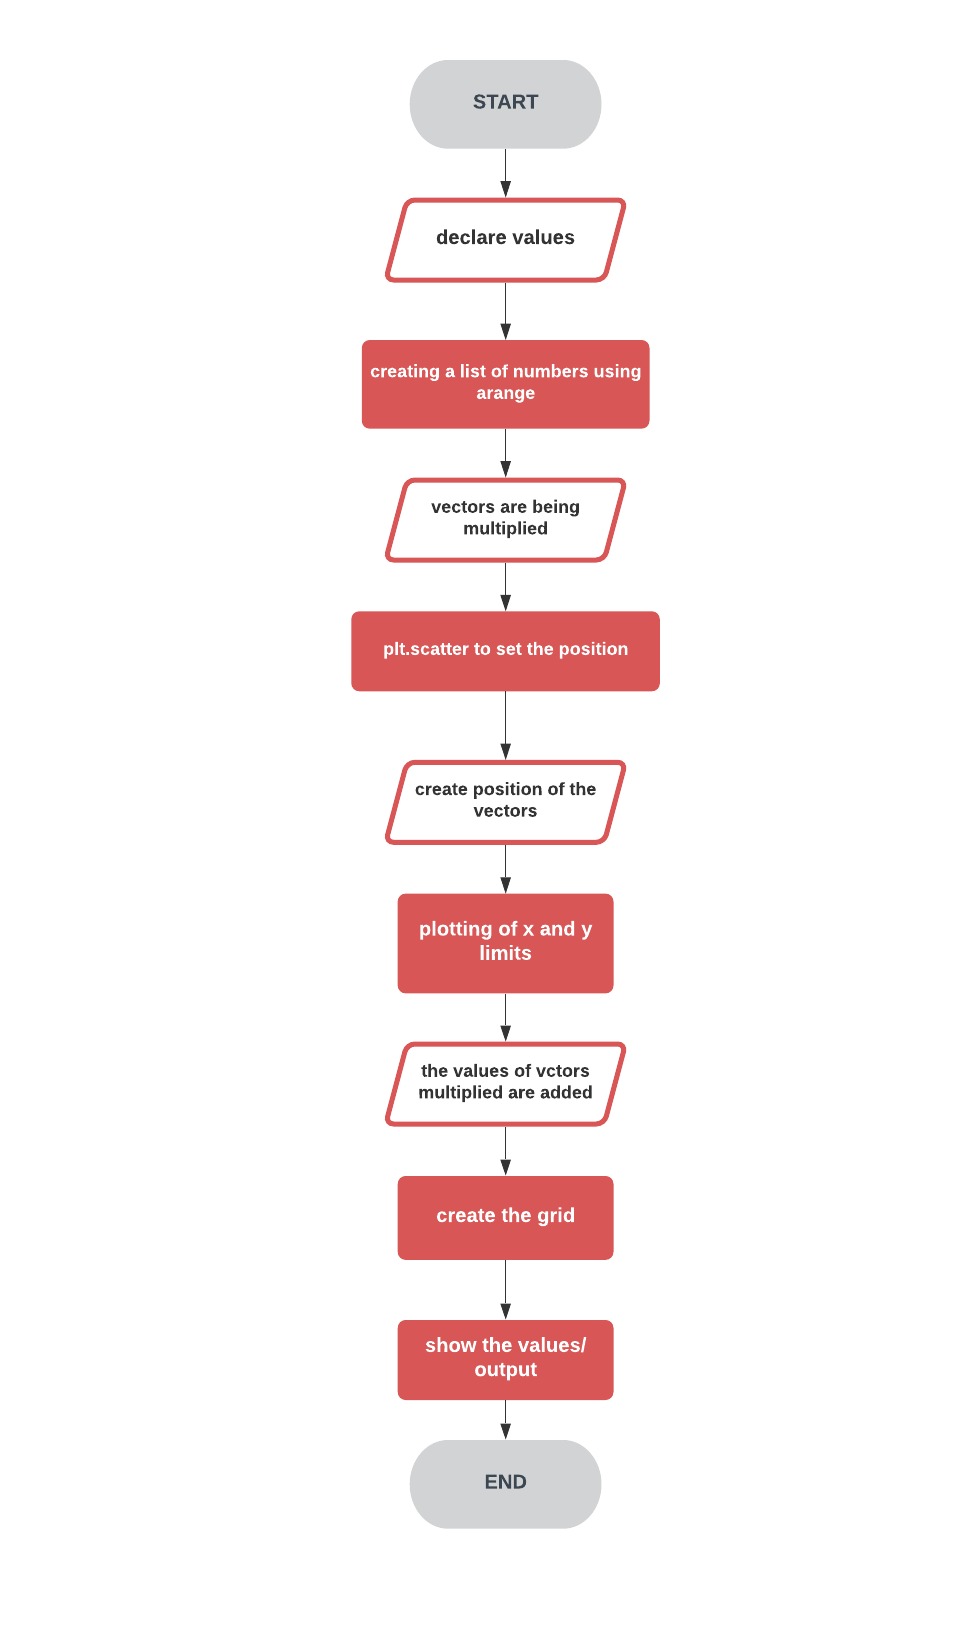 START
declare values
creating a list of numbers using
arange
vectors are being
multiplied
plt.scatter to set the position
create position of the
vectors
plotting of x and y
limits
the values of vctors
multiplied are added
create the grid
show the values/
output
END